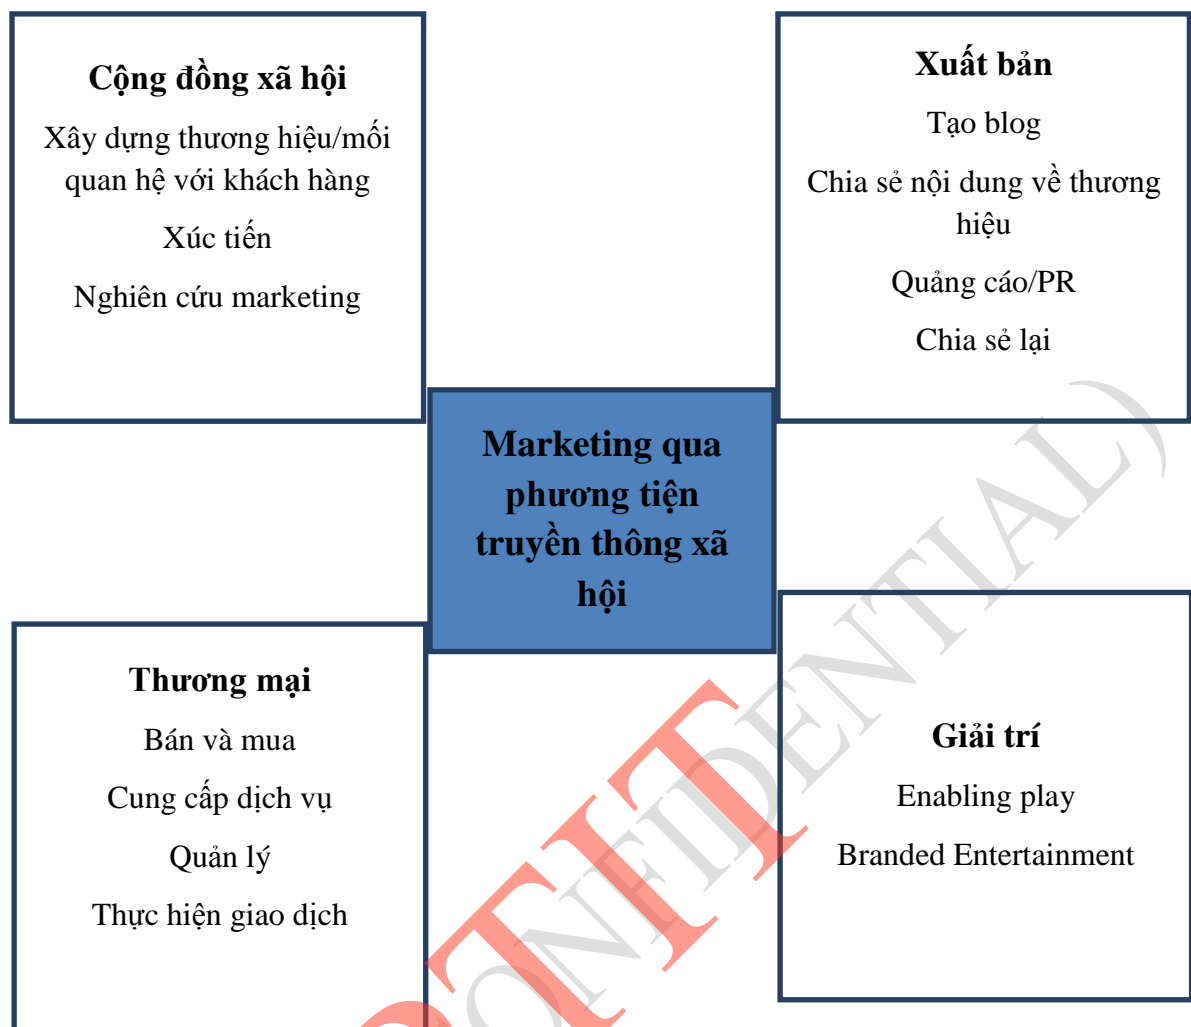 Cộng đồng xã hội
Xây dựng thương hiệu/mối
quan hệ với khách hàng
Xúc tiến
Nghiên cứu marketing
Xuất bản
Tạo blog
Chia sẻ nội dung về thương
hiệu
Quảng cáo/PR
Chia sẻ lại
Marketing qua
phương tiện
truyền thông xã
hội
Thương mại
Bán và mua
Cung cấp dịch vụ
Quản lý
Thực hiện giao dịch
Giải trí
Enabling play
Branded Entertainment
PTIT
CONFIDENTIAL)